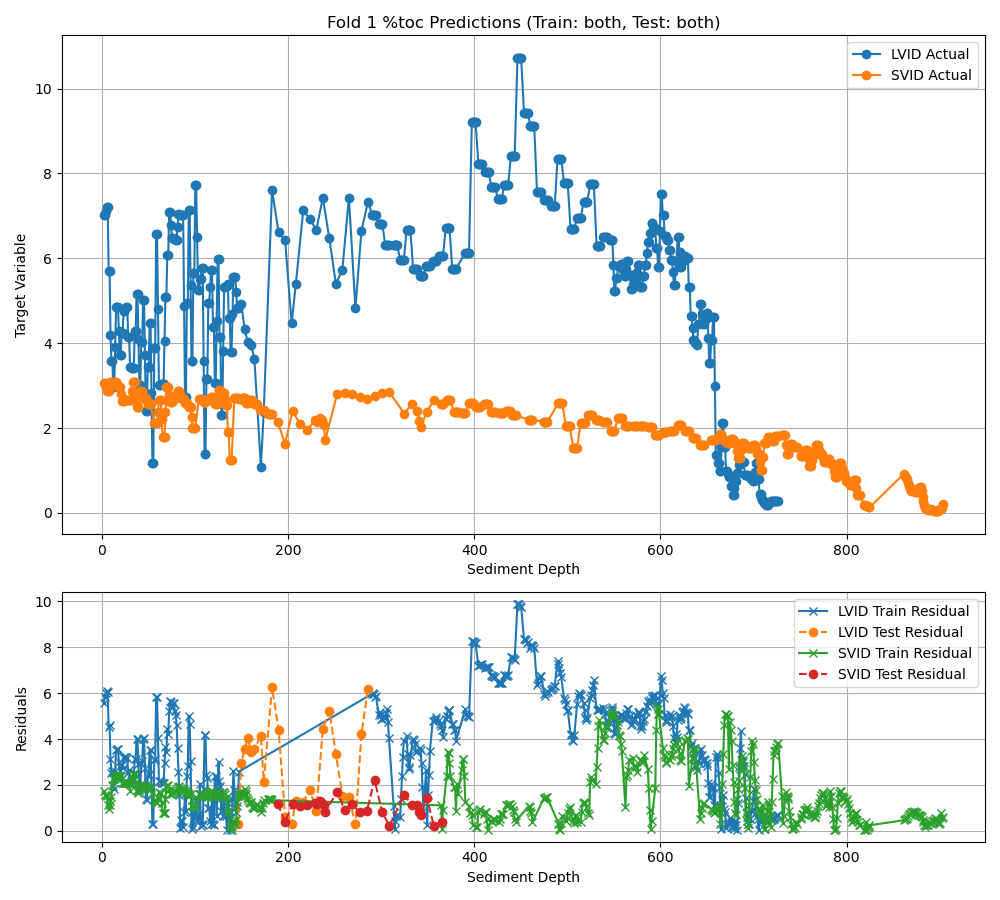 Fold 1 %toc Predictions (Train: both, Test: both)
LVID Actual
SVID Actual
Target Variable
10
8
6
4
2
0
0 200 400 600 800
Sediment Depth
LVID Train Residual
LVID Test Residual
SVID Train Residual
SVID Test Residual
Residuals
10
8
6
4
2
0
0 200 400 600 800
Sediment Depth